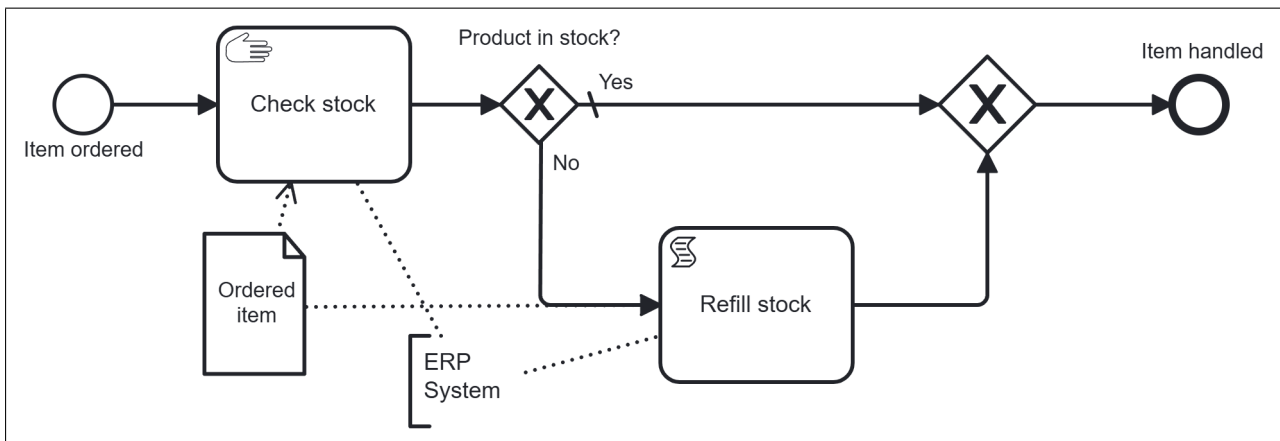 Product in stock?
Item handled
Check stock
Yes
Item ordered
No
Ordered
item
Refill stock
ERP
System